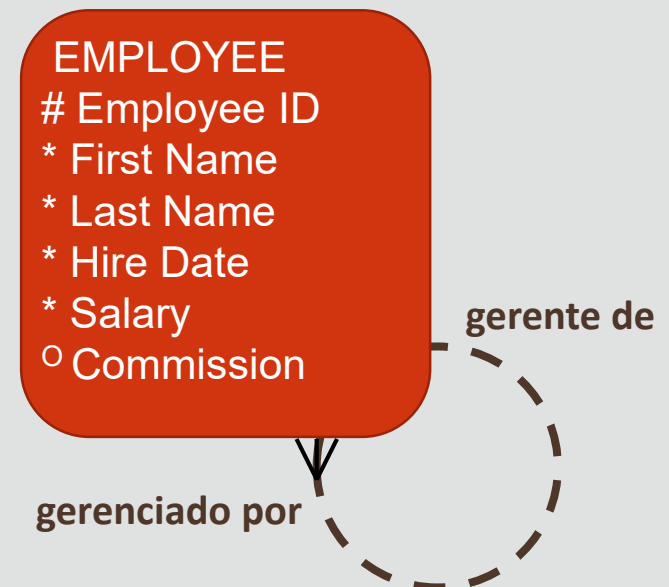 EMPLOYEE
# Employee ID
* First Name
* Last Name
* Hire Date
* Salary
O Commission
gerente de
gerenciado por